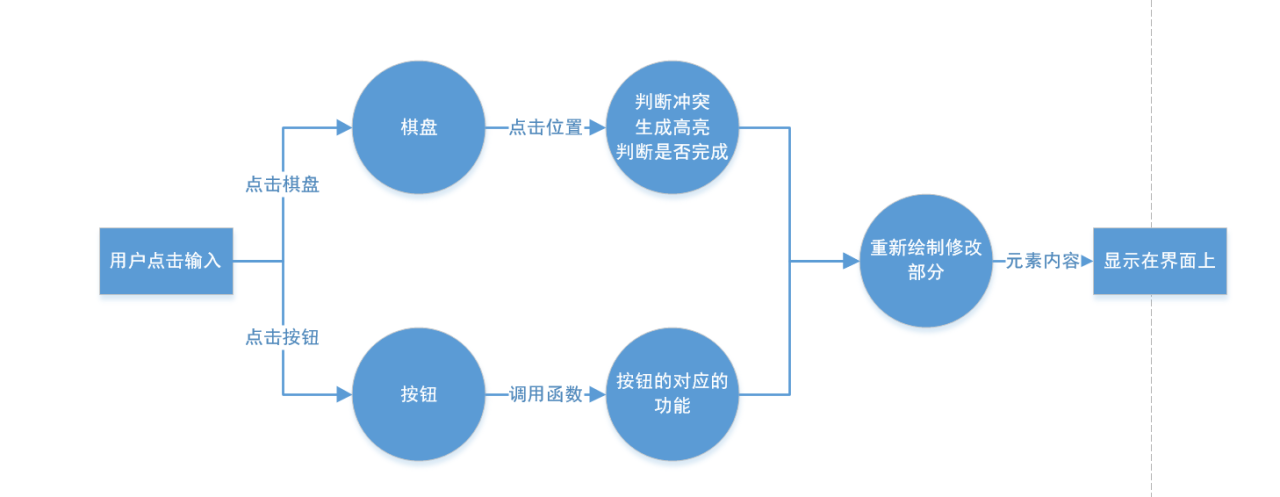 棋盘
点击位置
判断冲突
生成高亮
判断是否完成
点击棋盘
用户点击输入
重新绘制修改
部分
元素内容
显示在界面上
点击按钮
按钮
调用函数
按钮的对应的
功能